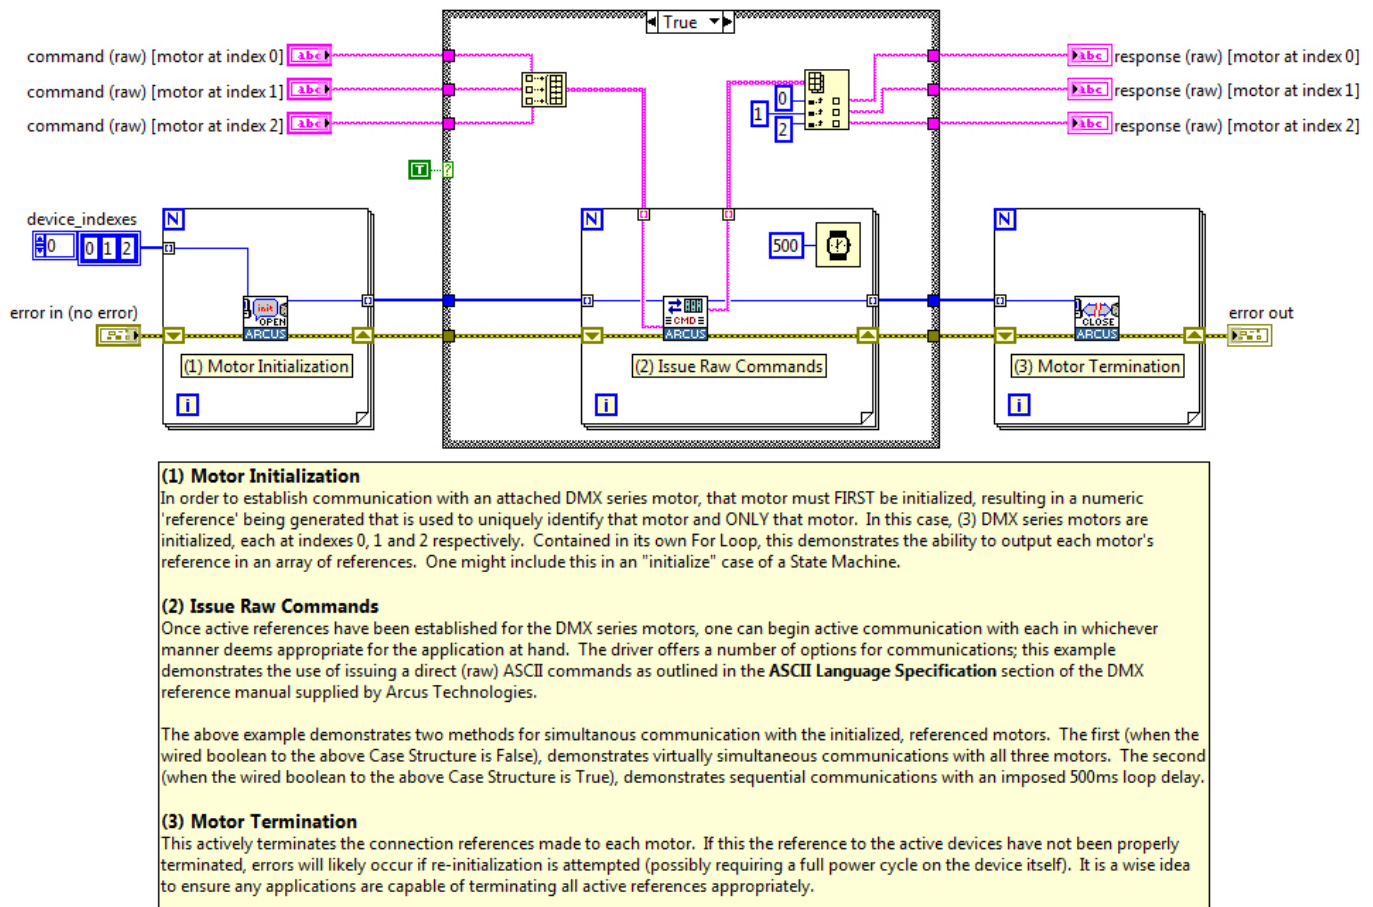 True
command (raw) [motor at index 0] abc
abc response (raw) [motor at index 0]
command (raw) [motor at index 1] abc
abc response (raw) [motor at index 1]
command (raw) [motor at index 2] abc
abc response (raw) [motor at index 2]
0
1
2
T ?
device_indexes
0 0 1 2
N
N
N
500
init
OPEN
ARCUS
CMD
ARCUS
CLOSE
ARCUS
error in (no error)
error out
(1) Motor Initialization
(2) Issue Raw Commands
(3) Motor Termination
i
i
i
(1) Motor Initialization
In order to establish communication with an attached DMX series motor, that motor must FIRST be initialized, resulting in a numeric
'reference' being generated that is used to uniquely identify that motor and ONLY that motor. In this case, (3) DMX series motors are
initialized, each at indexes 0, 1 and 2 respectively. Contained in its own For Loop, this demonstrates the ability to output each motor's
reference in an array of references. One might include this in an "initialize" case of a State Machine.
(2) Issue Raw Commands
Once active references have been established for the DMX series motors, one can begin active communication with each in whichever
manner deems appropriate for the application at hand. The driver offers a number of options for communications; this example
demonstrates the use of issuing a direct (raw) ASCII commands as outlined in the ASCII Language Specification section of the DMX
reference manual supplied by Arcus Technologies.
The above example demonstrates two methods for simultanous communication with the initialized, referenced motors. The first (when the
wired boolean to the above Case Structure is False), demonstrates virtually simultaneous communications with all three motors. The second
(when the wired boolean to the above Case Structure is True), demonstrates sequential communications with an imposed 500ms loop delay.
(3) Motor Termination
This actively terminates the connection references made to each motor. If this the reference to the active devices have not been properly
terminated, errors will likely occur if re-initialization is attempted (possibly requiring a full power cycle on the device itself). It is a wise idea
to ensure any applications are capable of terminating all active references appropriately.